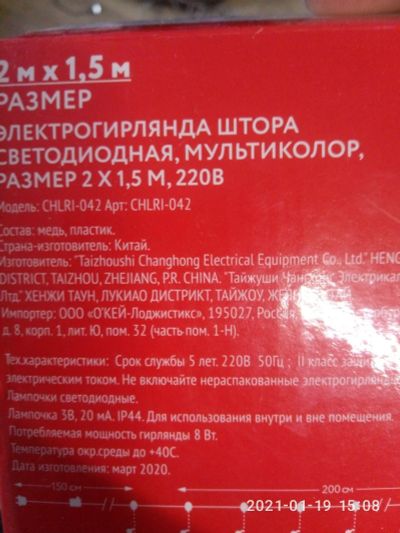 2 м х 1,5 м
РАЗМЕР
ЭЛЕКТРОГИРЛЯНДА ШТОРА
СВЕТОДИОДНАЯ, МУЛЬТИКОЛОР,
РАЗМЕР 2 Х 1,5 М, 220В
Модель: CHLRI-042 Арт: CHLRI-042
Состав: медь, пластик.
Страна-изготовитель: Китай.
Изготовитель: "Taizhoushi Changhong Electrical Equipment Co., Ltd." HENG
DISTRICT, TAIZHOU, ZHEJIANG, P.R. CHINA. "Тайжуши Чангхонг Электрикал
Лтд." ХЕНЖИ ТАУН, ЛУКИАО ДИСТРИКТ, ТАЙЖОУ,
Импортер: ООО «О'КЕЙ-Лоджистикс», 195027, Россия,
д. 8, корп. 1, лит. Ю, пом. 32 (часть пом. 1-Н).
Тех.характеристики: Срок службы 5 лет. 220В 50Гц ; II класс
электрическим током. Не включайте нераспакованные
Лампочки светодиодные.
Лампочка 3В, 20 мА. IP44. Для использования внутри и вне помещения.
Потребляемая мощность гирлянды 8 Вт.
Температура окр.среды до +40С.
Дата изготовления: март 2020.
150 см 200 см
2021-01-19 15:08